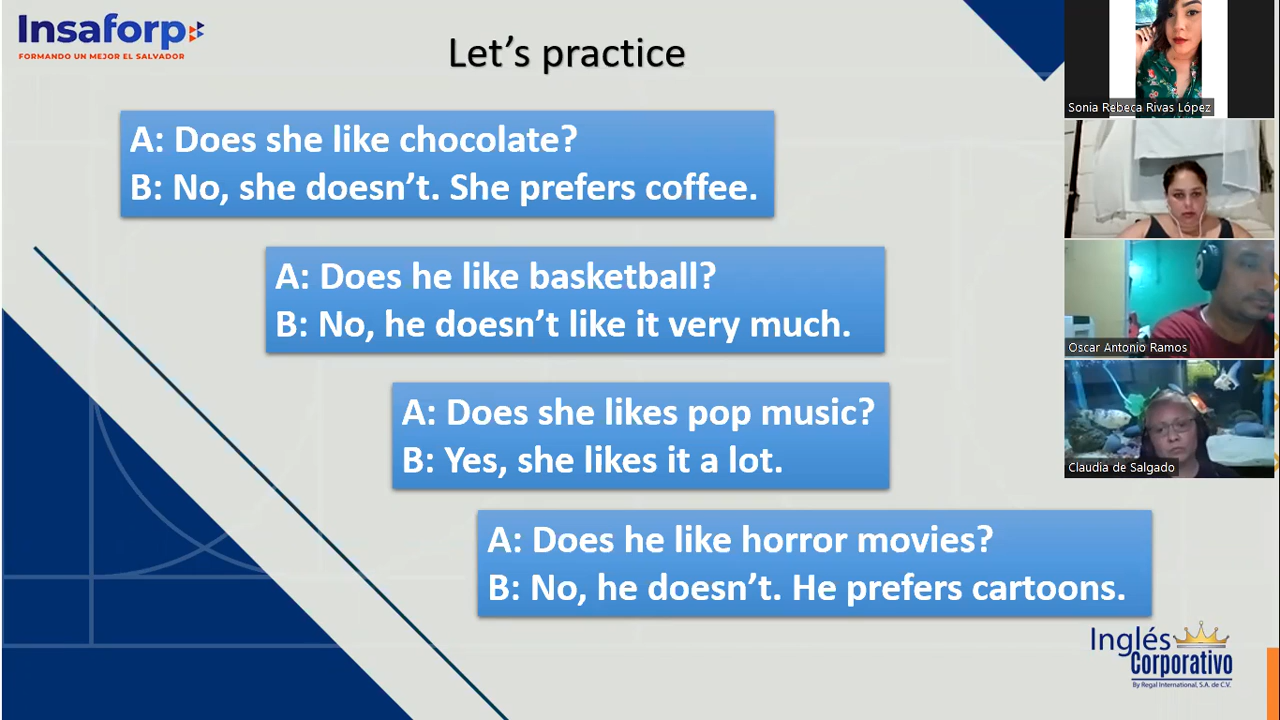 Insaforp
FORMANDO UN MEJOR EL SALVADOR
Let's practice
A: Does she like chocolate?
B: No, she doesn't. She prefers coffee.
A: Does he like basketball?
B: No, he doesn't like it very much.
A: Does she likes pop music?
B: Yes, she likes it a lot.
A: Does he like horror movies?
B: No, he doesn't. He prefers cartoons.
Sonia Rebeca Rivas López
Oscar Antonio Ramos
Claudia de Salgado
Inglés
Corporativo
By Regal International, S.A. de C.V.